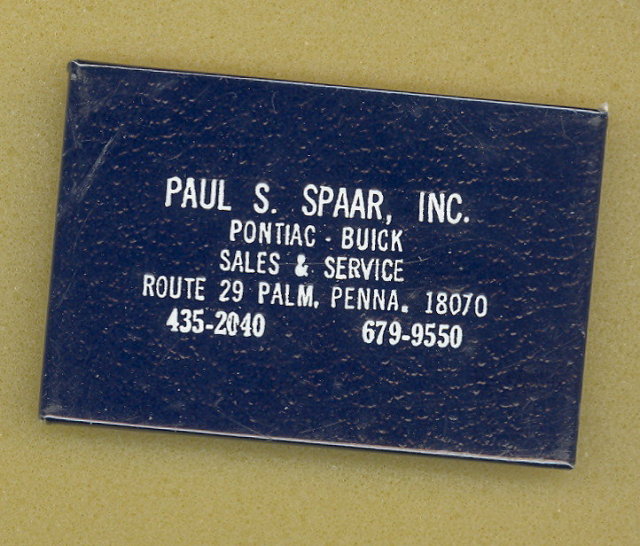 PAUL S. SPAAR, INC.
PONTIAC - BUICK
SALES & SERVICE
ROUTE 29 PALM, PENNA. 18070
435-2040 679-9550